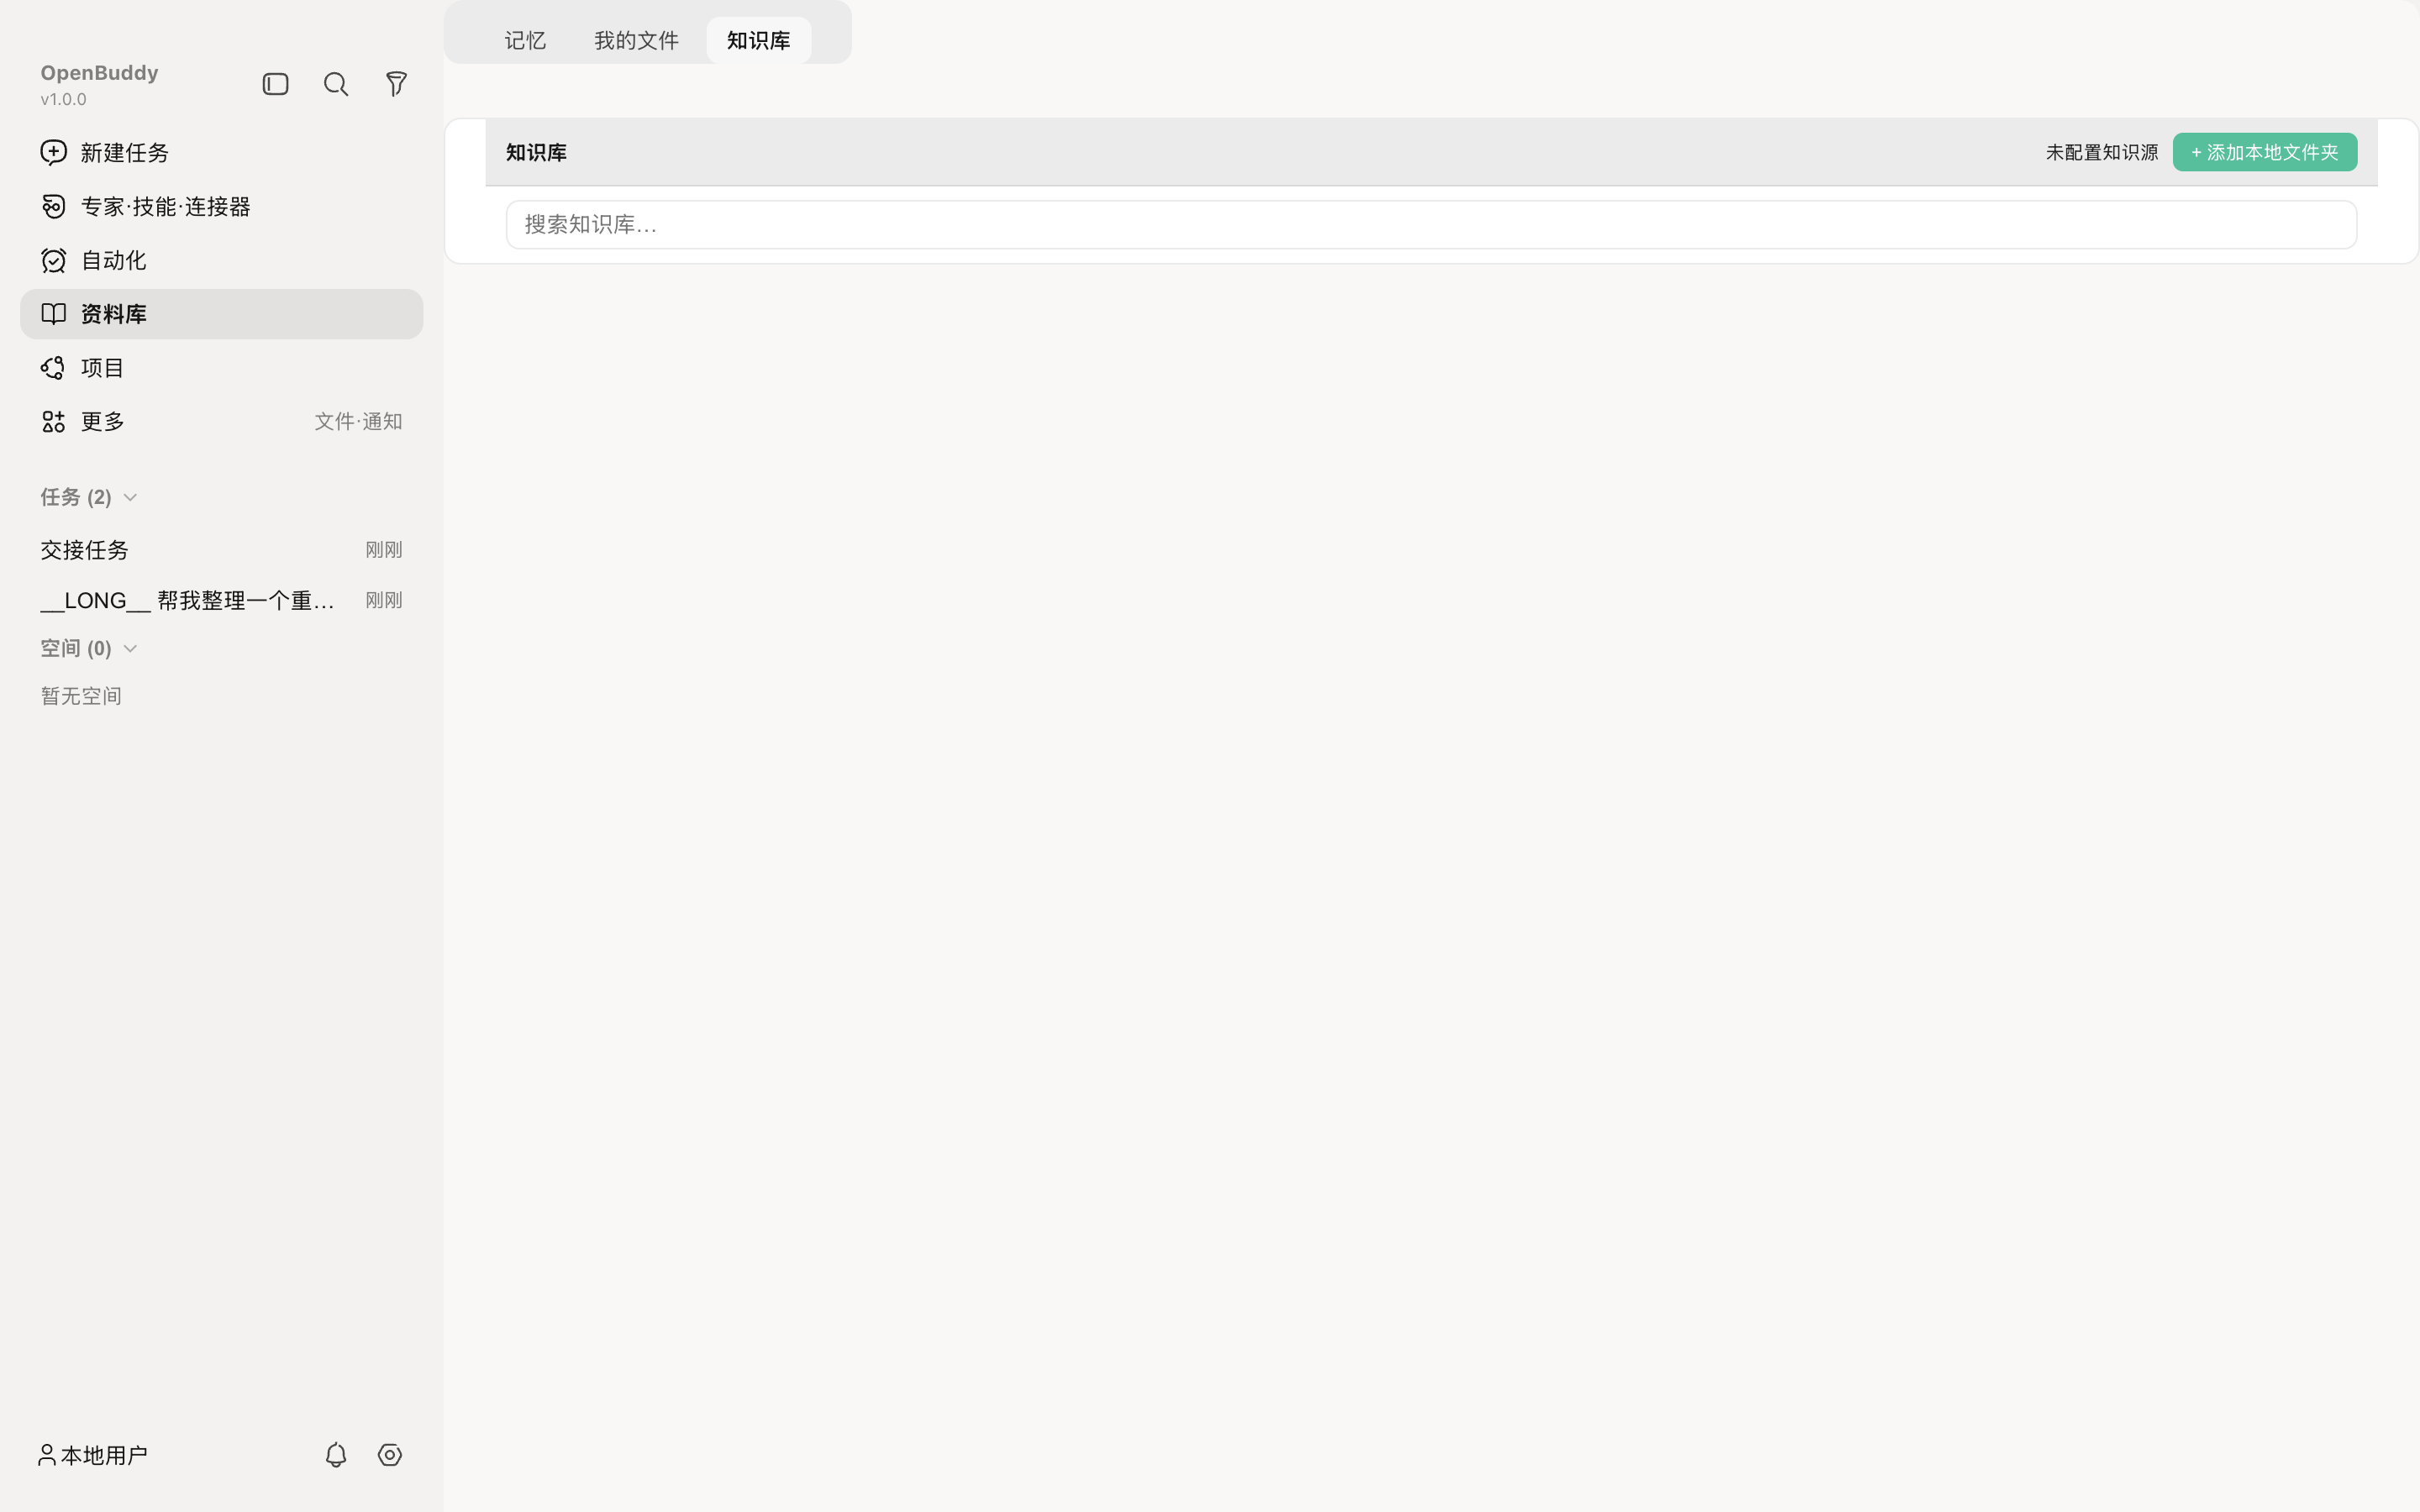 OpenBuddy
v1.0.0
新建任务
专家·技能·连接器
自动化
资料库
项目
更多 文件·通知
任务 (2)
交接任务 刚刚
__LONG__ 帮我整理一个重… 刚刚
空间 (0)
暂无空间
本地用户
记忆 我的文件 知识库
知识库 未配置知识源 + 添加本地文件夹
搜索知识库…